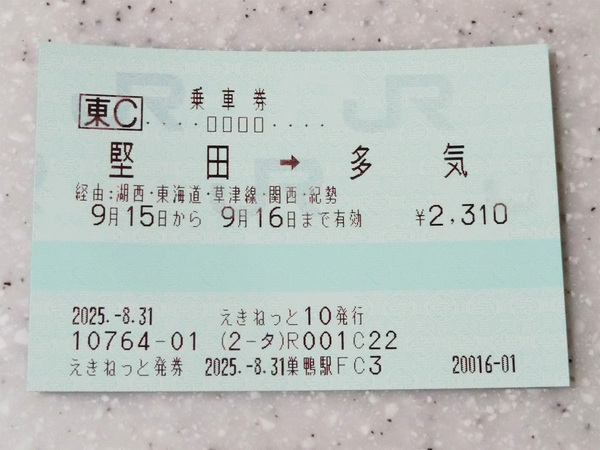 乗車券
東C ‥‥□□□□‥‥
堅田 → 多気
経由:湖西・東海道・草津線・関西・紀勢
9月15日から 9月16日まで有効 ¥2,310
2025.-8.31 えきねっと10発行
10764-01 (2-タ)R001C22
えきねっと発券 2025.-8.31巣鴨駅FC3 20016-01